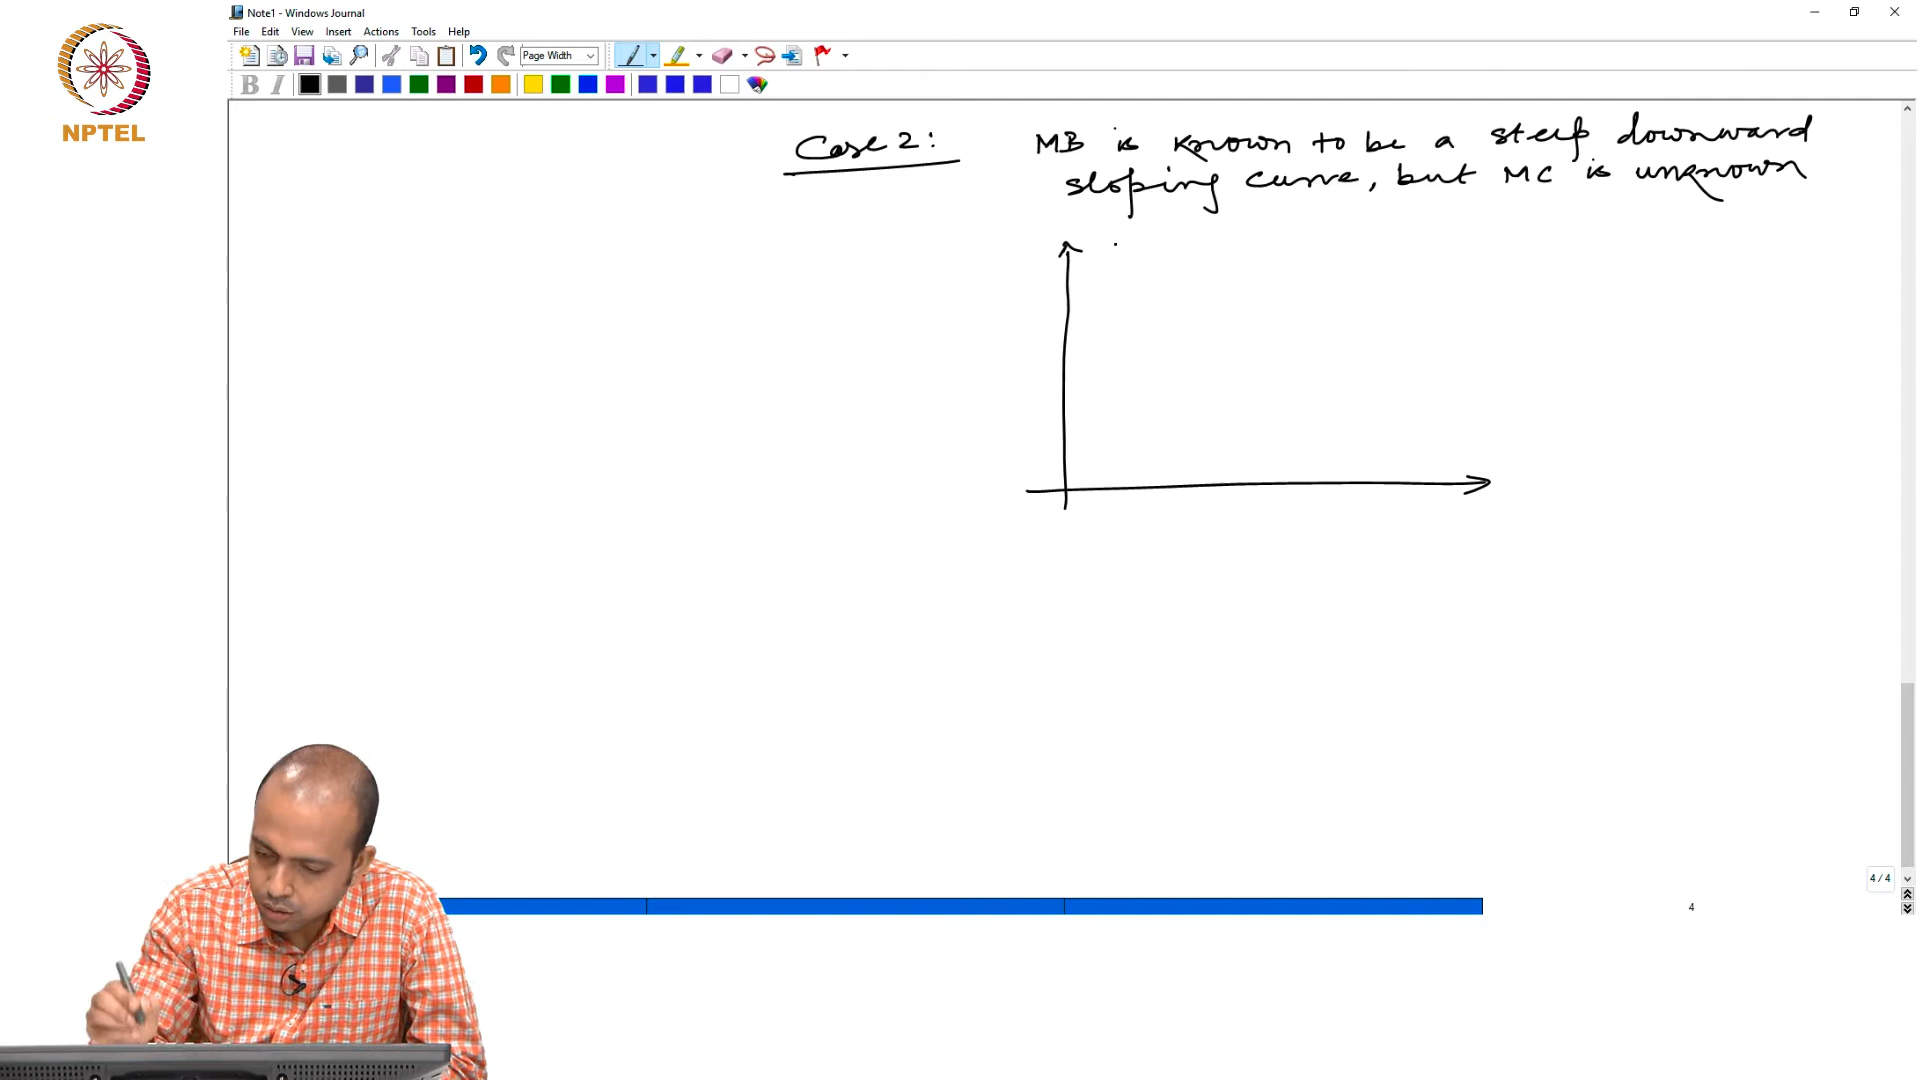 NPTEL
Note1 - Windows Journal
File Edit View Insert Actions Tools Help
Page Width
B I
Case 2: MB is known to be a steep downward
sloping curve, but MC is unknown
4 / 4
4